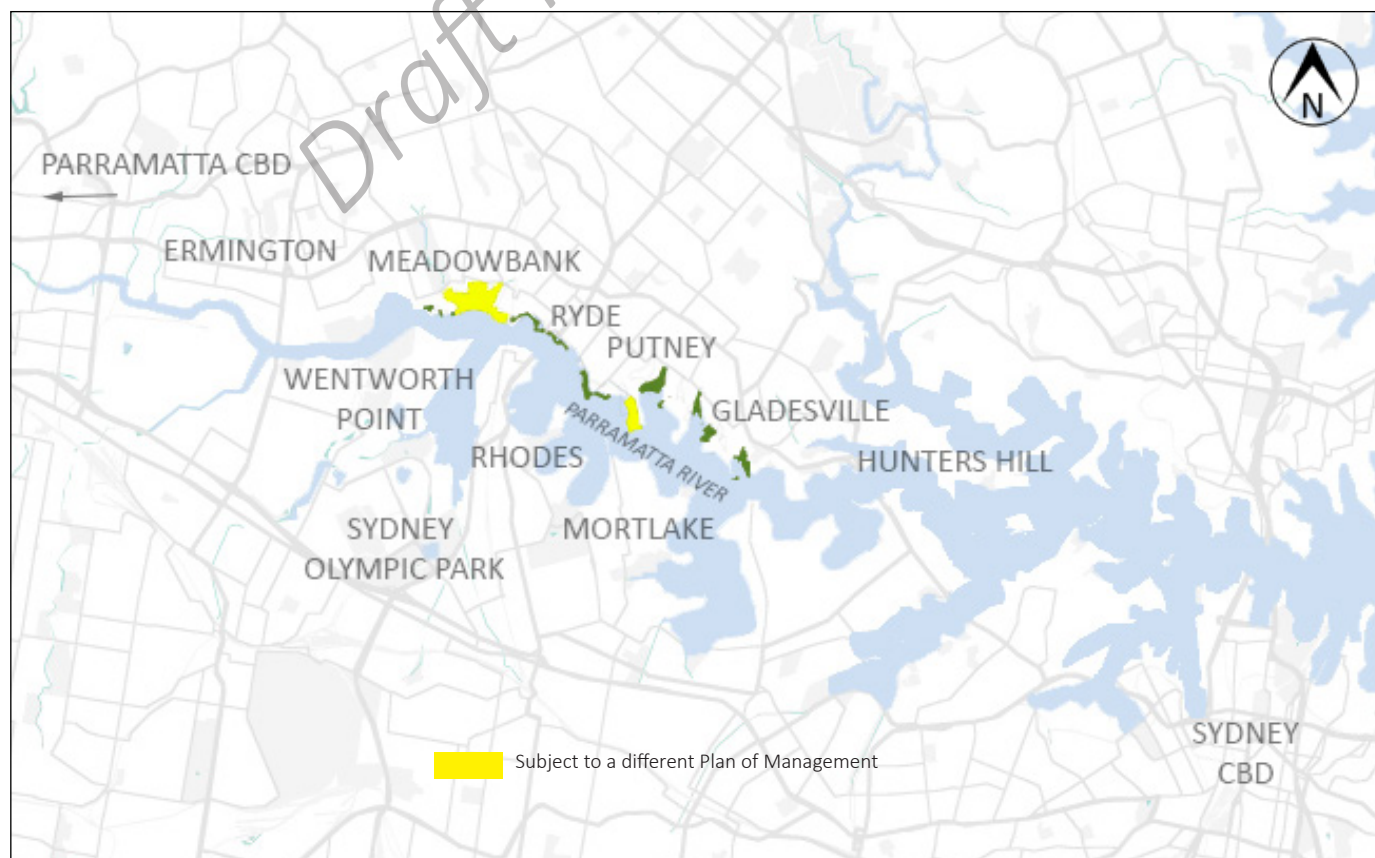 Draft
N
PARRAMATTA CBD
ERMINGTON
MEADOWBANK
RYDE
PUTNEY
WENTWORTH
POINT
GLADESVILLE
PARRAMATTA RIVER
RHODES
HUNTERS HILL
SYDNEY
OLYMPIC PARK
MORTLAKE
SYDNEY
CBD
Subject to a different Plan of Management